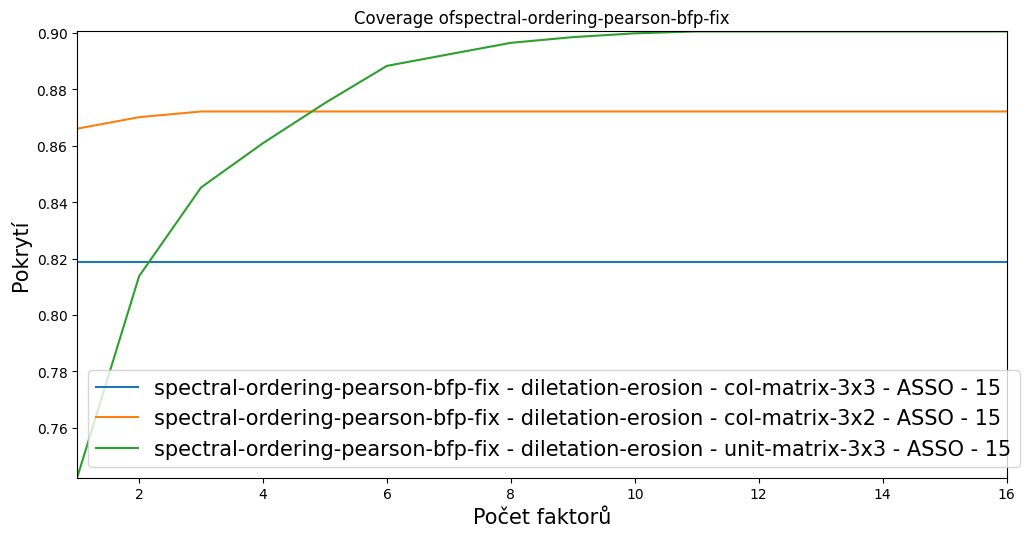 Coverage ofspectral-ordering-pearson-bfp-fix
0.90
0.88
0.86
0.84
0.82
0.80
0.78
0.76
Pokrytí
spectral-ordering-pearson-bfp-fix - diletation-erosion - col-matrix-3x3 - ASSO - 15
spectral-ordering-pearson-bfp-fix - diletation-erosion - col-matrix-3x2 - ASSO - 15
spectral-ordering-pearson-bfp-fix - diletation-erosion - unit-matrix-3x3 - ASSO - 15
2 4 6 8 10 12 14 16
Počet faktorů